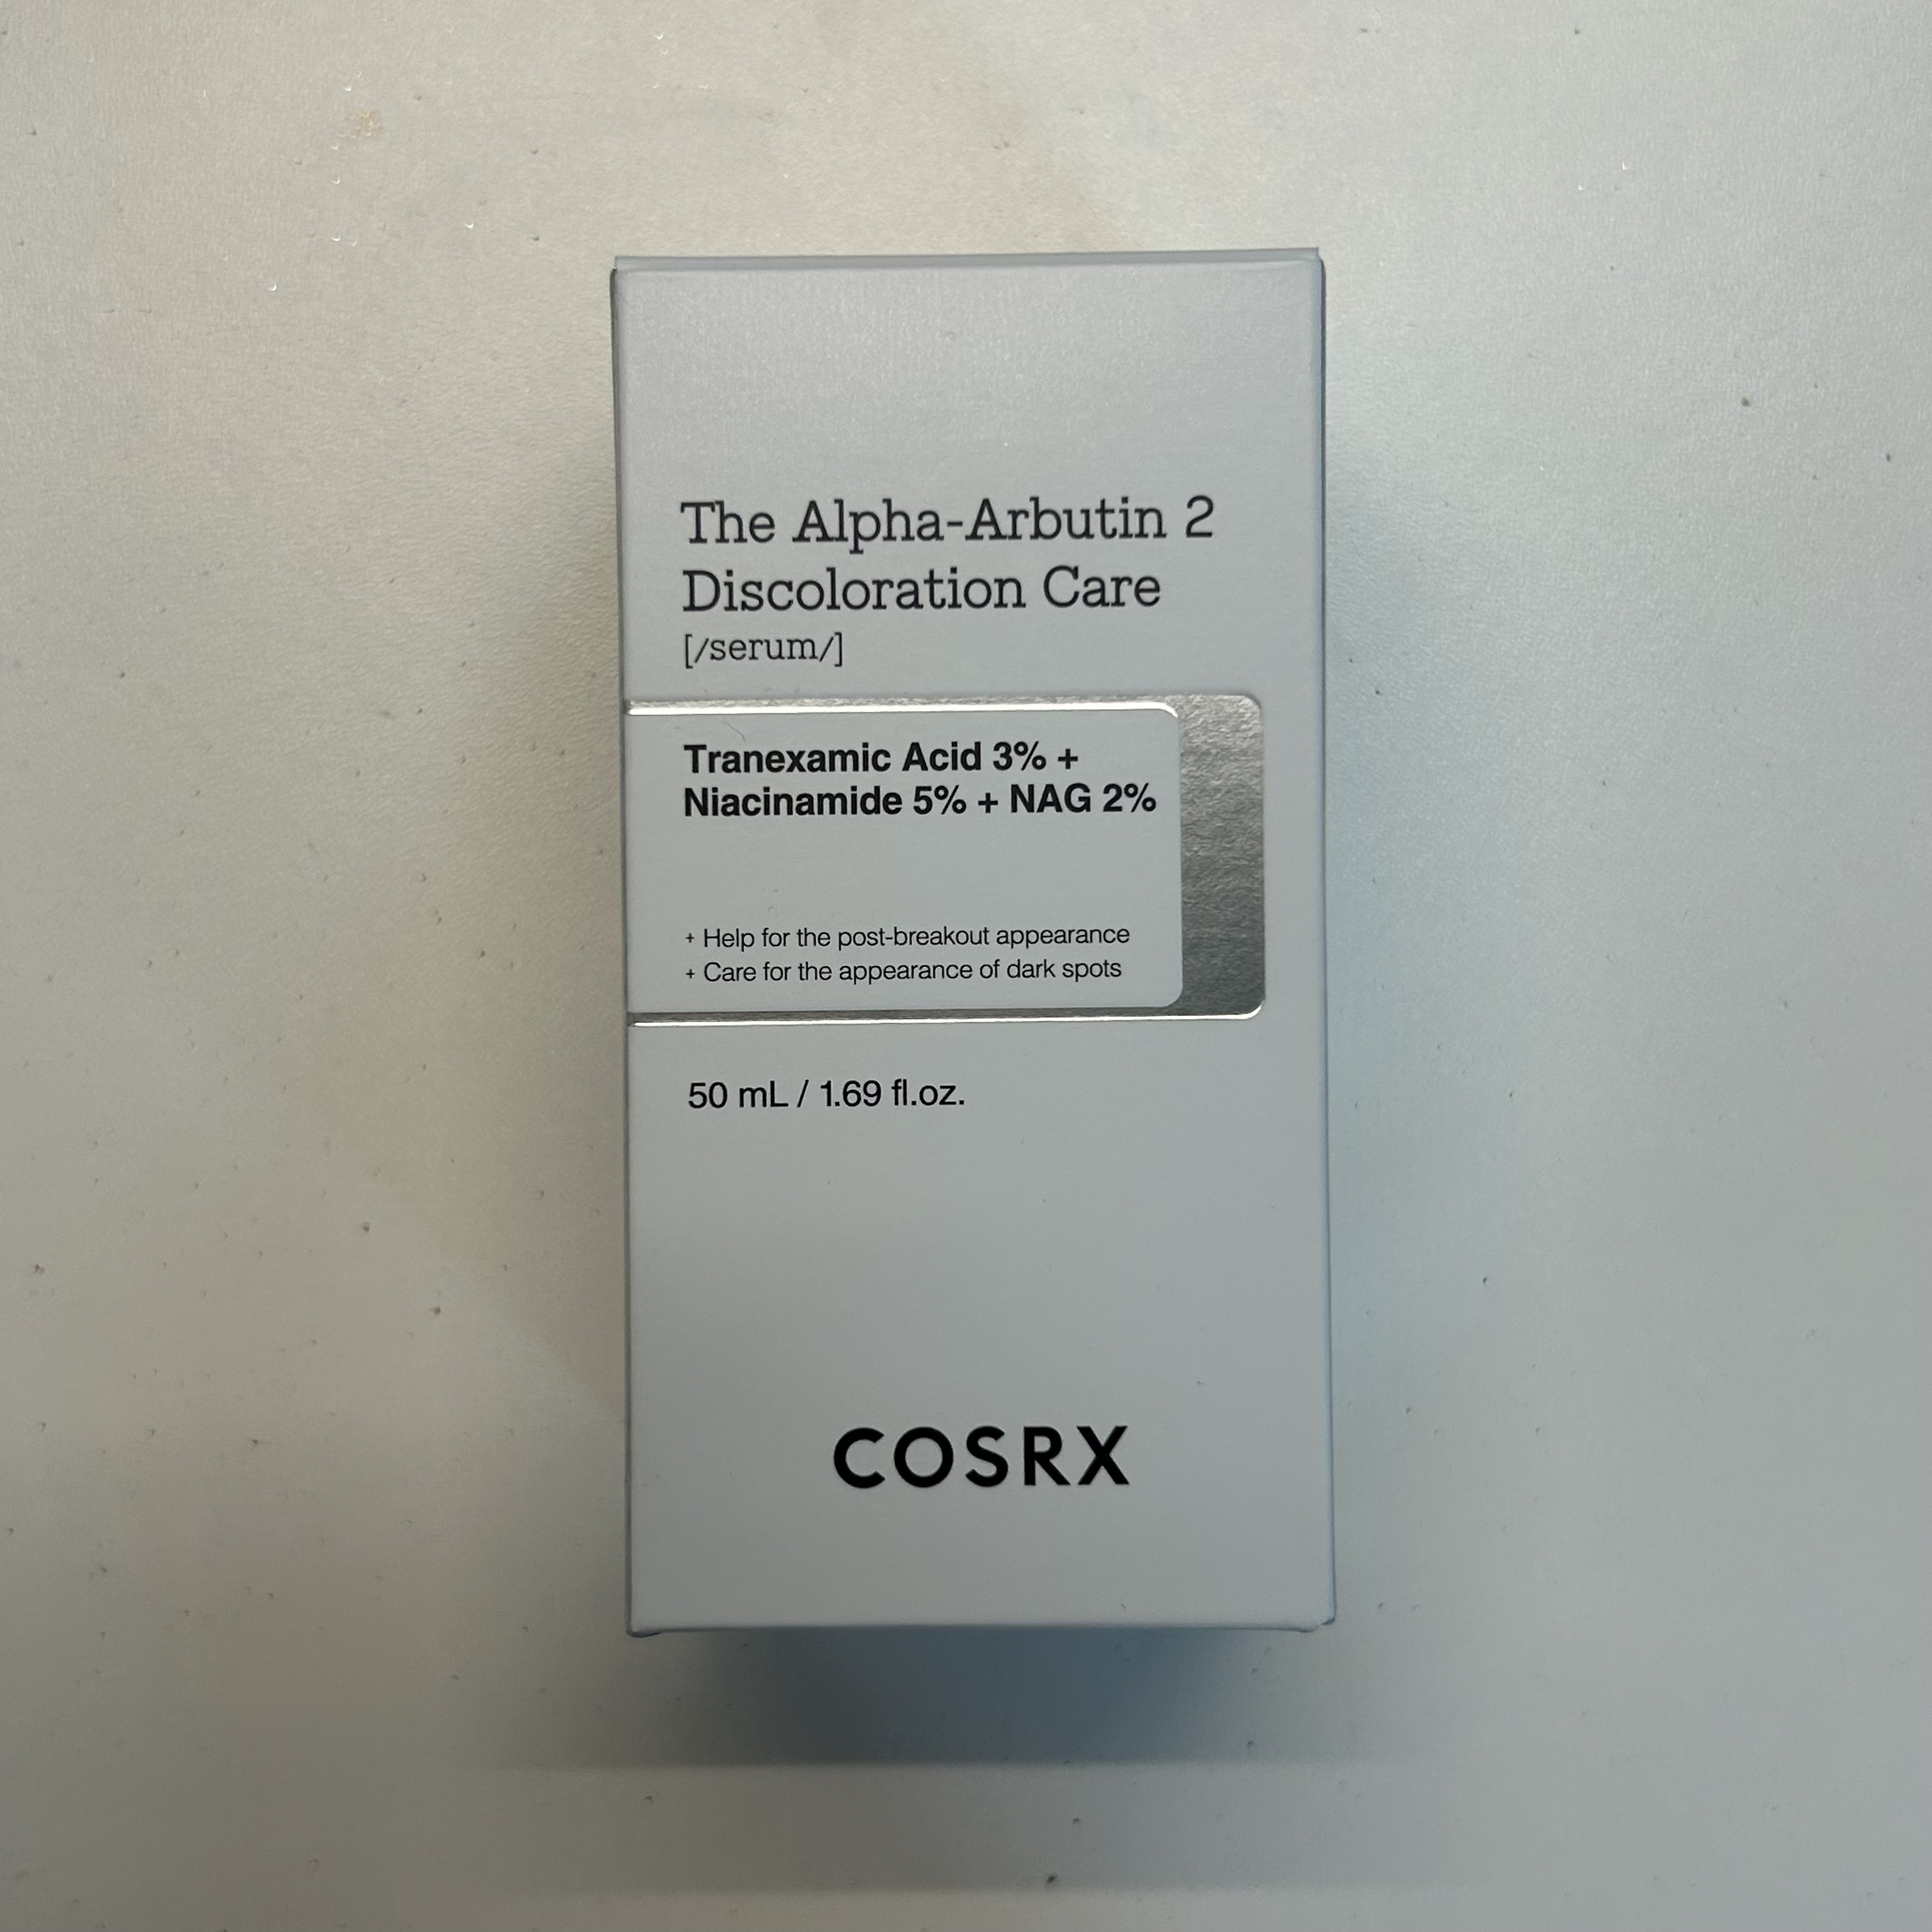 The Alpha-Arbutin 2
Discoloration Care
[/serum/]
Tranexamic Acid 3% +
Niacinamide 5% + NAG 2%
+ Help for the post-breakout appearance
+ Care for the appearance of dark spots
50 mL / 1.69 fl.oz.
COSRX